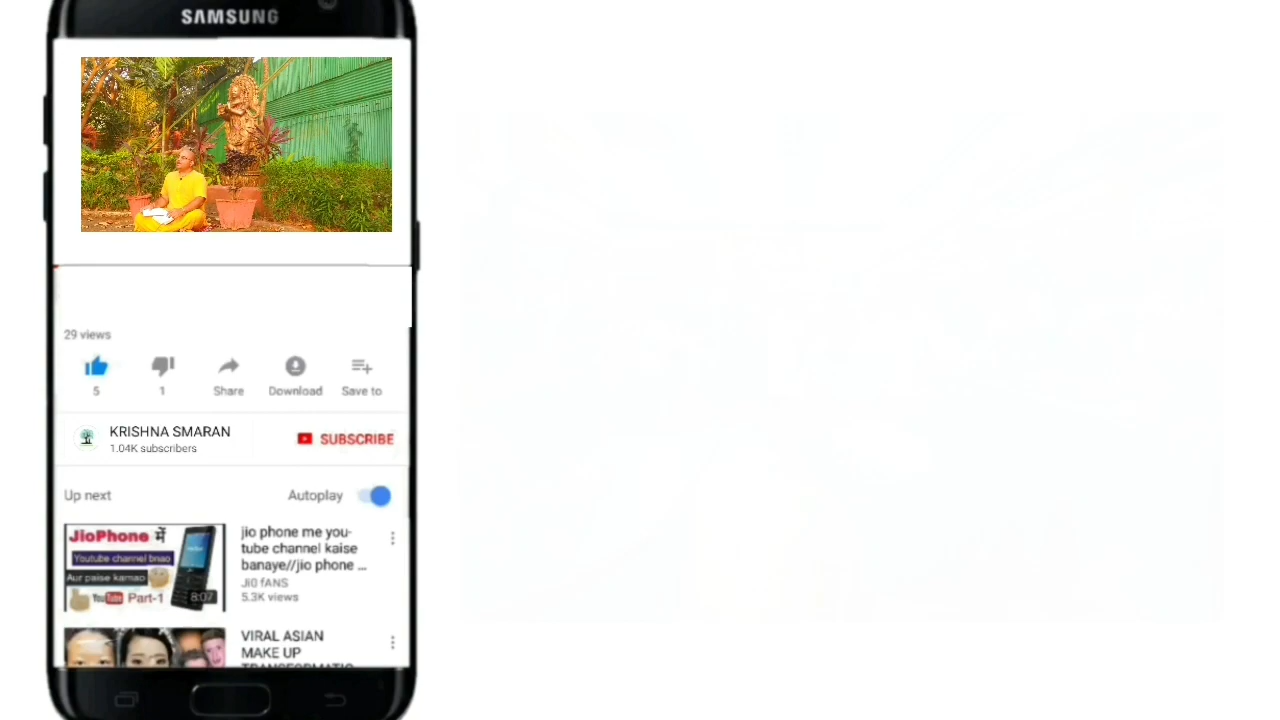 SAMSUNG
29 views
5
1
Share
Download
Save to
KRISHNA SMARAN
1.04K subscribers
SUBSCRIBE
Up next
Autoplay
JioPhone में
Youtube channel bnao
Aur paise kamao
YouTube Part-1
8:07
jio phone me you-
tube channel kaise
banaye//jio phone ...
JiO fANS
5.3K views
VIRAL ASIAN
MAKE UP
TRANSFORMATIO